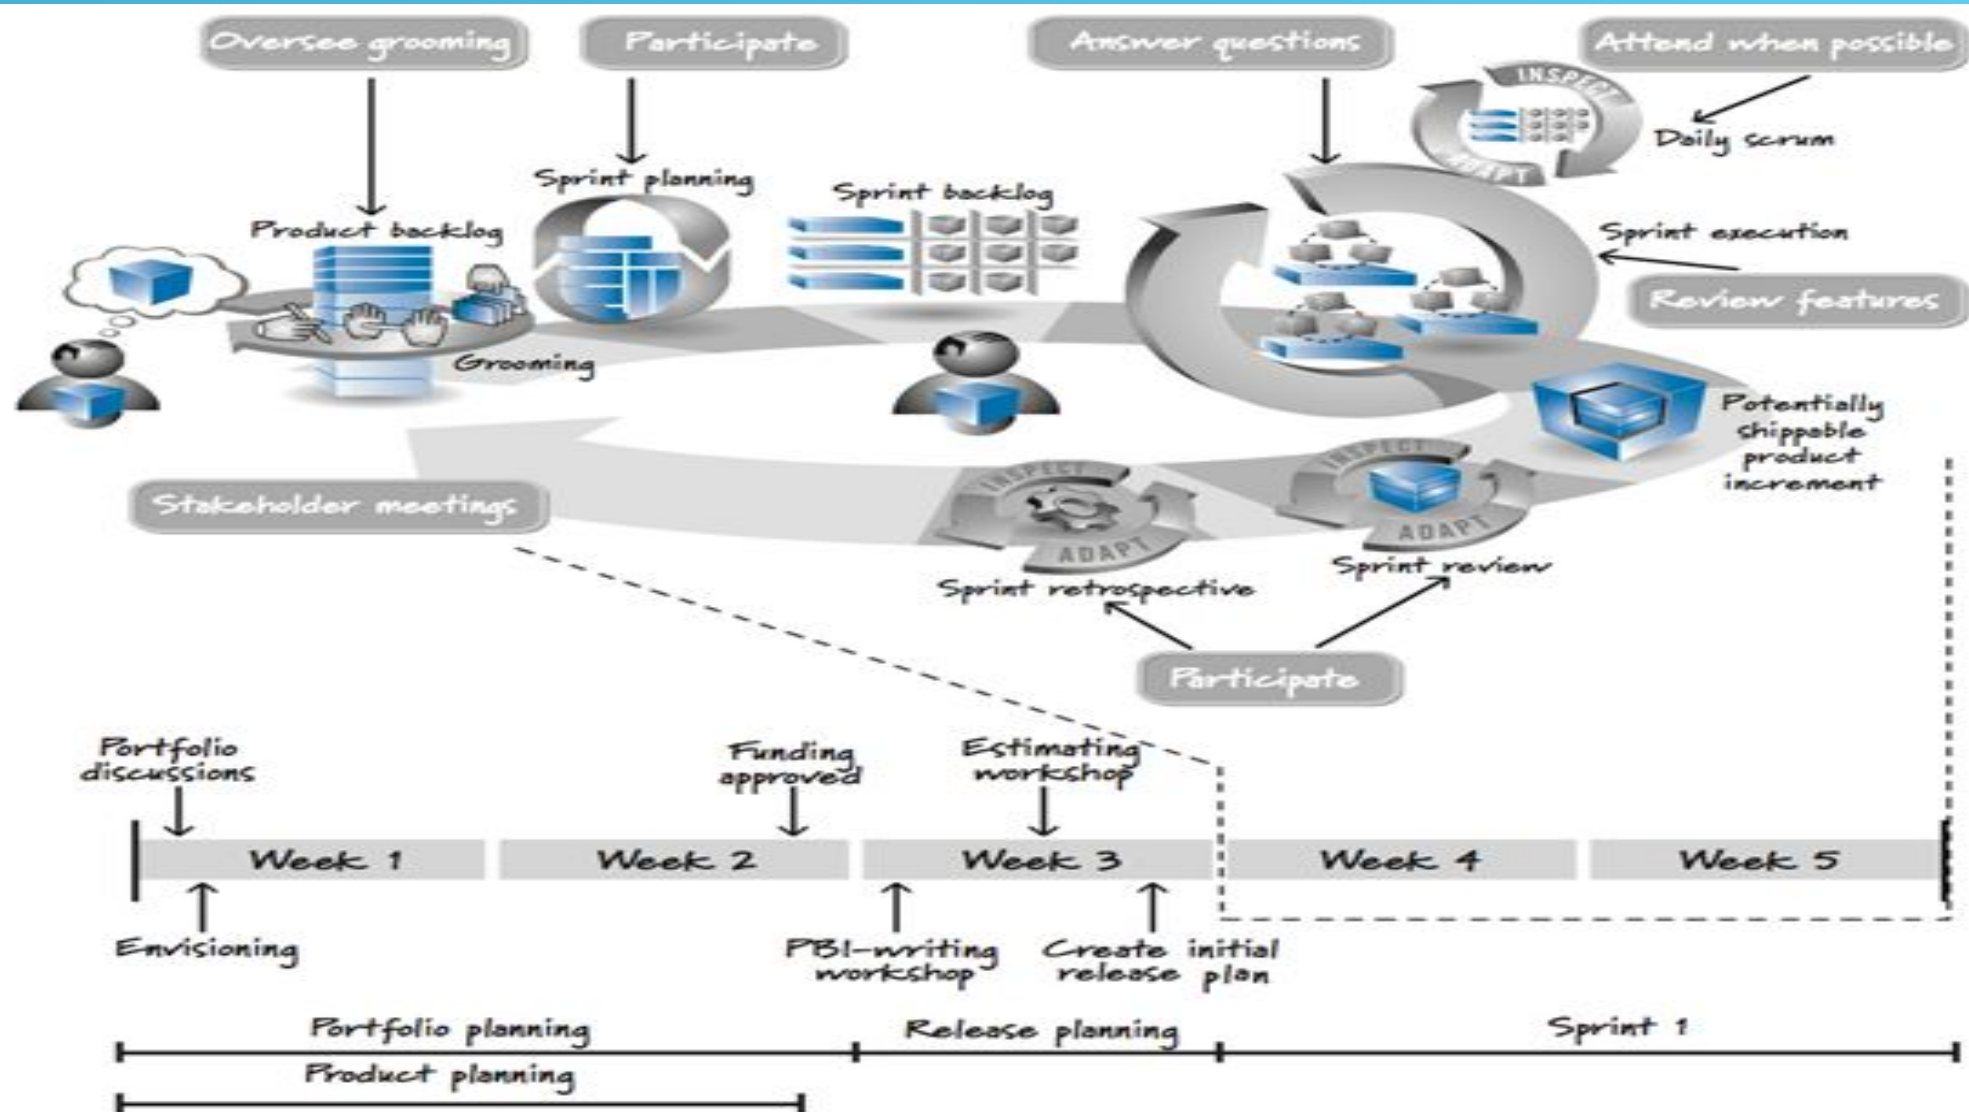 Oversee grooming
Participate
Answer questions
Attend when possible
INSPECT
ADAPT
Daily scrum
Sprint planning
Sprint backlog
Product backlog
Sprint execution
Review features
Grooming
Potentially
shippable
product
increment
Stakeholder meetings
INSPECT
ADAPT
Sprint retrospective
INSPECT
ADAPT
Sprint review
Participate
Portfolio
discussions
Funding
approved
Estimating
workshop
Week 1
Week 2
Week 3
Week 4
Week 5
Envisioning
PBI-writing
workshop
Create initial
release plan
Portfolio planning
Release planning
Sprint 1
Product planning